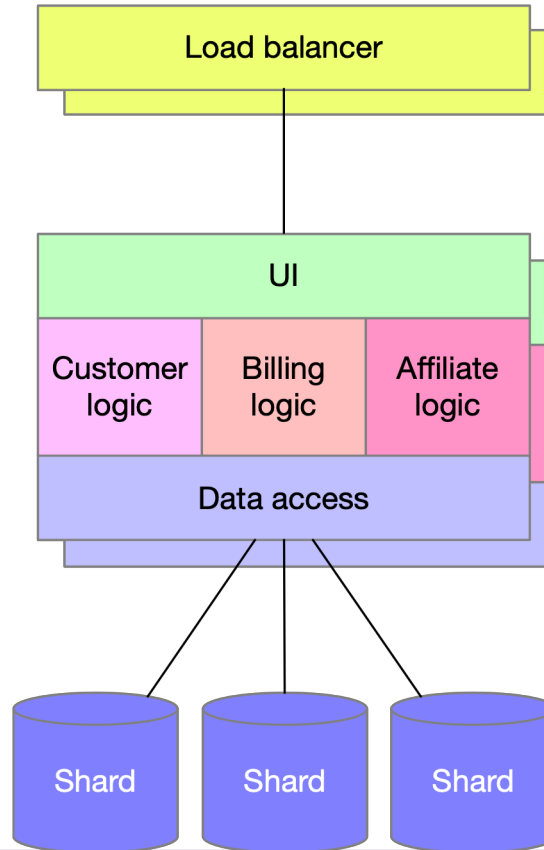 Load balancer
UI
Customer
logic
Billing
logic
Affiliate
logic
Data access
Shard
Shard
Shard